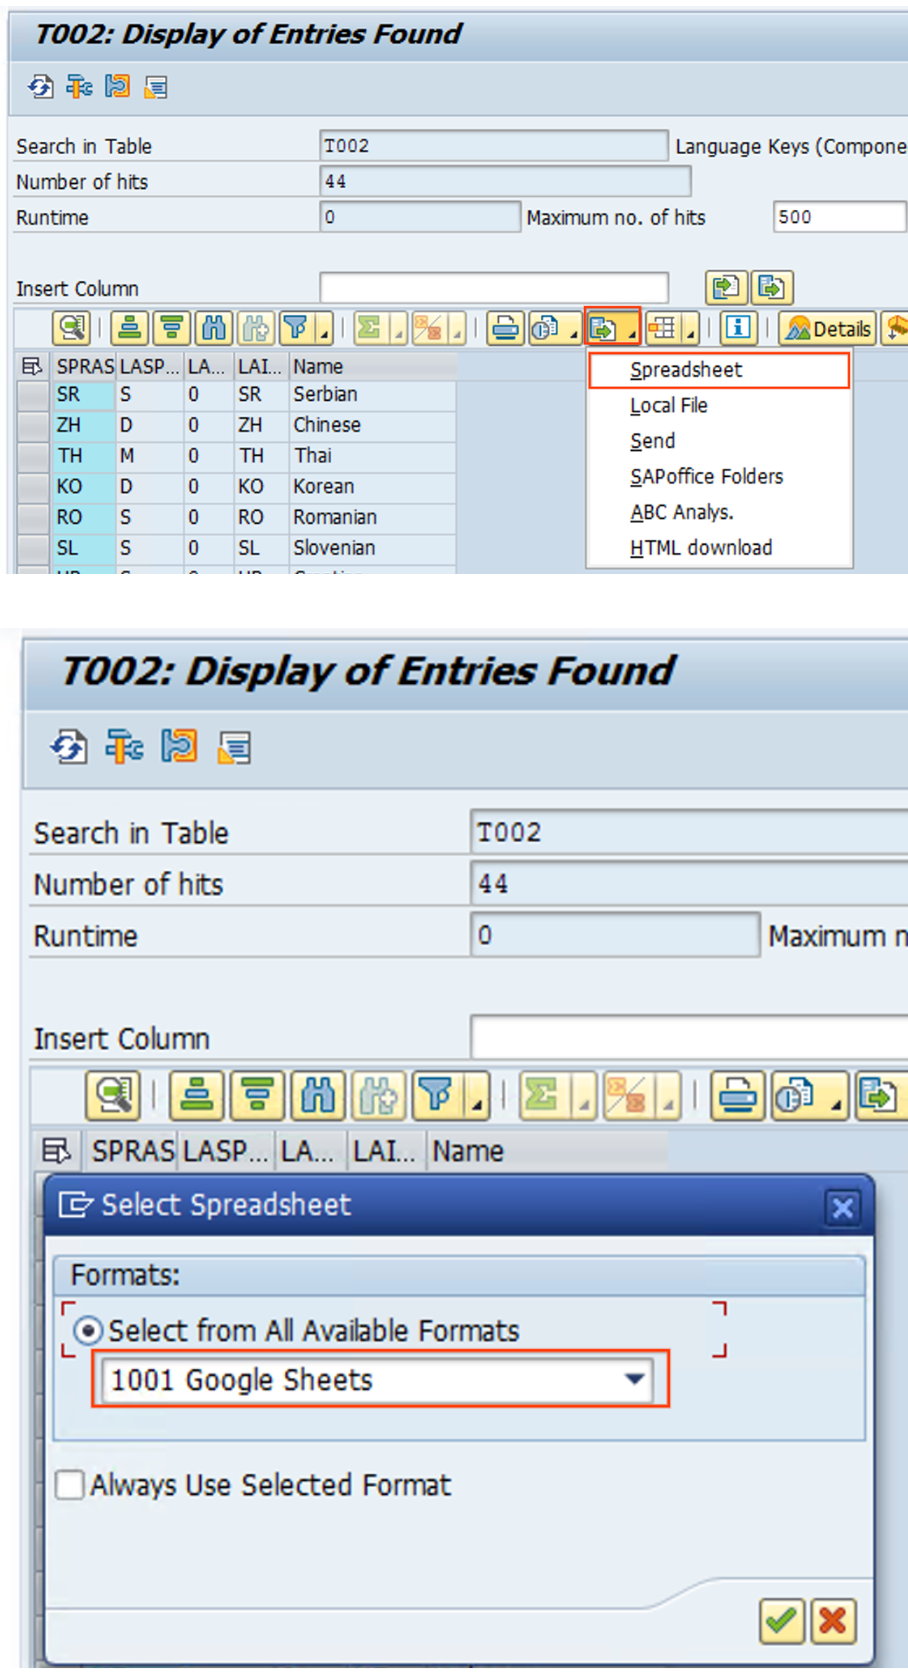 T002: Display of Entries Found
Search in Table T002 Language Keys (Compone
Number of hits 44
Runtime 0 Maximum no. of hits 500
Insert Column
Details
SPRAS LASP... LA... LAI... Name
SR S 0 SR Serbian
ZH D 0 ZH Chinese
TH M 0 TH Thai
KO D 0 KO Korean
RO S 0 RO Romanian
SL S 0 SL Slovenian
Spreadsheet
Local File
Send
SAPoffice Folders
ABC Analys.
HTML download
T002: Display of Entries Found
Search in Table T002
Number of hits 44
Runtime 0 Maximum n
Insert Column
SPRAS LASP... LA... LAI... Name
Select Spreadsheet
Formats:
Select from All Available Formats
1001 Google Sheets
Always Use Selected Format